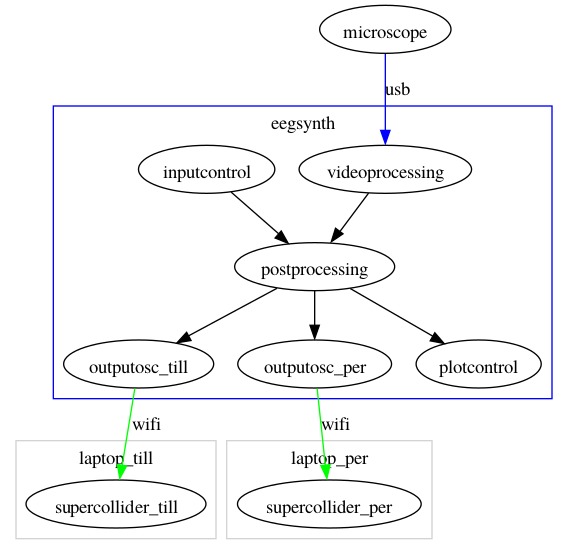 microscope
usb
eegsynth
inputcontrol
videoprocessing
postprocessing
outputosc_till
outputosc_per
plotcontrol
wifi
wifi
laptop_till
laptop_per
supercollider_till
supercollider_per